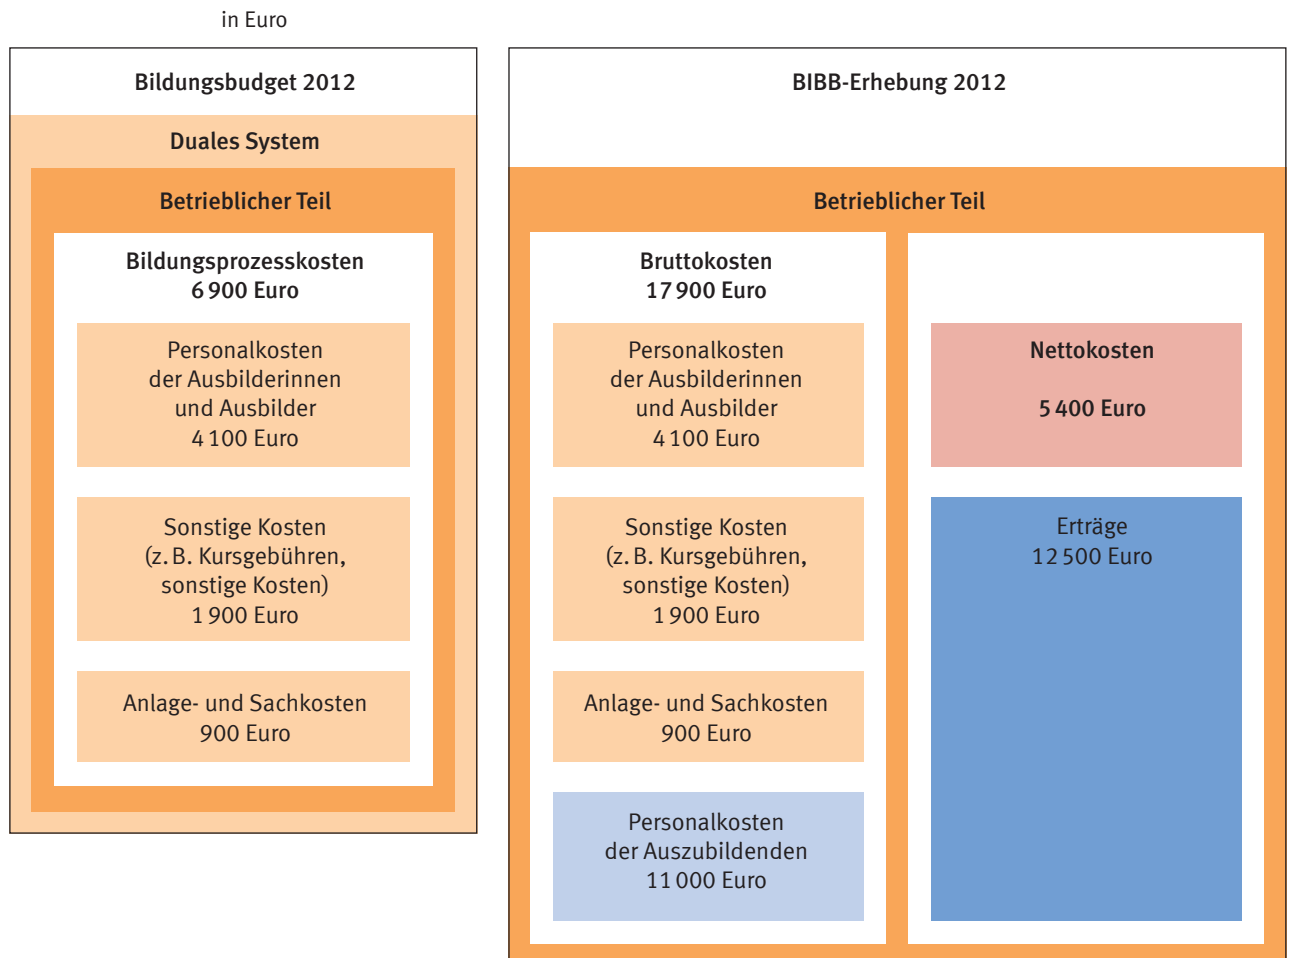 in Euro
Bildungsbudget 2012
Duales System
Betrieblicher Teil
Bildungsprozesskosten
6 900 Euro
Personalkosten
der Ausbilderinnen
und Ausbilder
4 100 Euro
Sonstige Kosten
(z. B. Kursgebühren,
sonstige Kosten)
1 900 Euro
Anlage- und Sachkosten
900 Euro
BIBB-Erhebung 2012
Betrieblicher Teil
Bruttokosten
17 900 Euro
Personalkosten
der Ausbilderinnen
und Ausbilder
4 100 Euro
Sonstige Kosten
(z. B. Kursgebühren,
sonstige Kosten)
1 900 Euro
Anlage- und Sachkosten
900 Euro
Personalkosten
der Auszubildenden
11 000 Euro
Nettokosten
5 400 Euro
Erträge
12 500 Euro